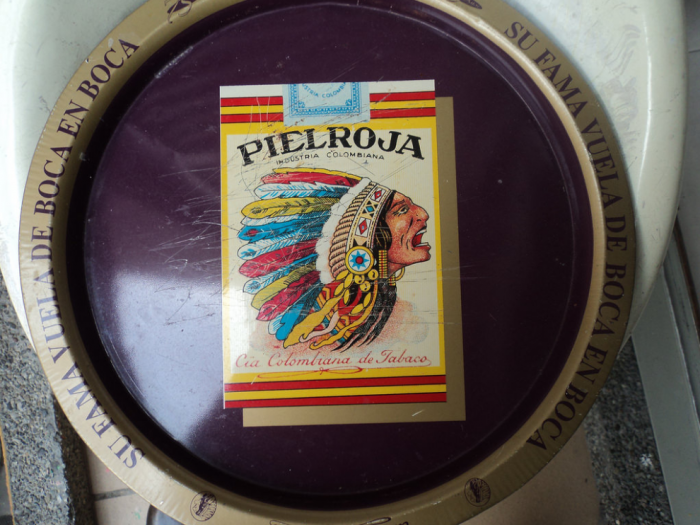 SU FAMA VUELA DE BOCA EN BOCA
SU FAMA VUELA DE BOCA EN BOCA
PIELROJA
INDUSTRIA COLOMBIANA
Cia Colombiana de Tabaco